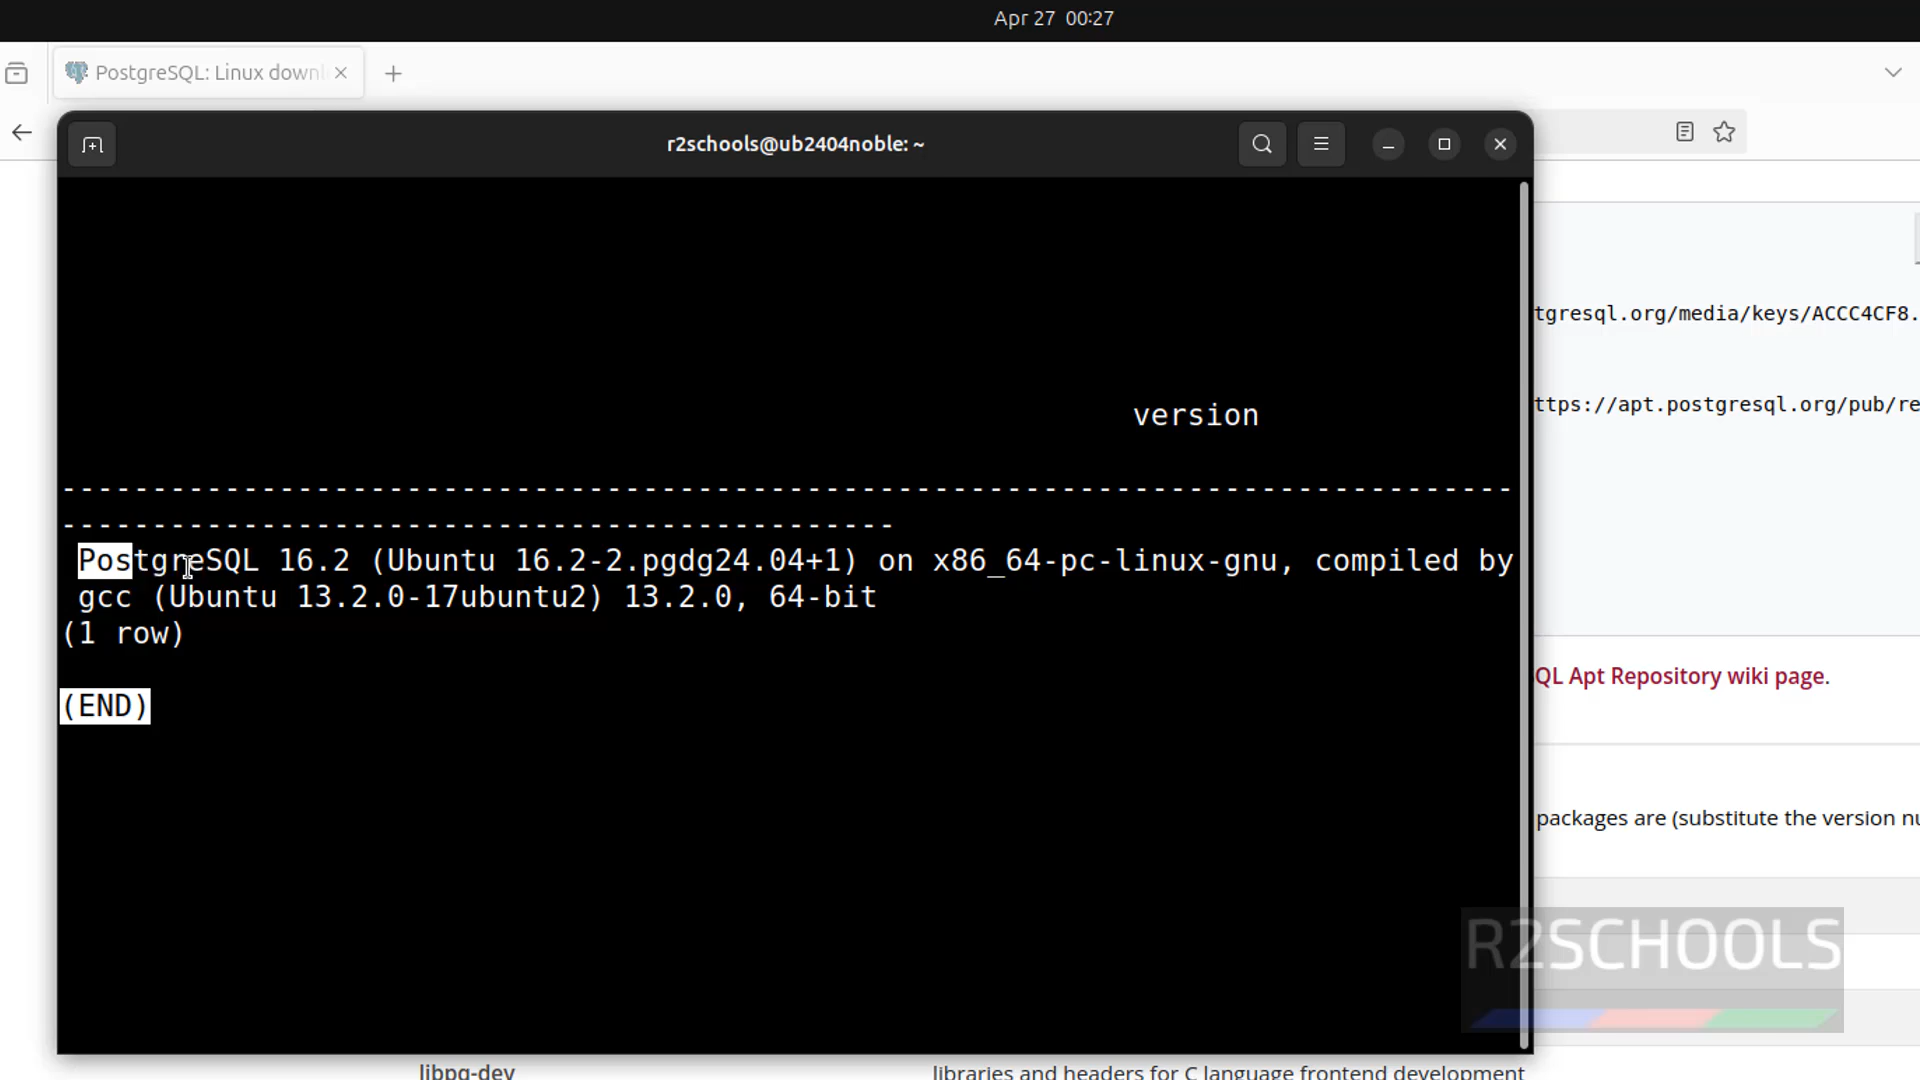 Apr 27 00:27
PostgreSQL: Linux downl
r2schools@ub2404noble: ~
tgresql.org/media/keys/ACCC4CF8.
version
ttps://apt.postgresql.org/pub/re
--------------------------------------------------------------------------------
----------------------------------------------
PostgreSQL 16.2 (Ubuntu 16.2-2.pgdg24.04+1) on x86_64-pc-linux-gnu, compiled by
gcc (Ubuntu 13.2.0-17ubuntu2) 13.2.0, 64-bit
(1 row)
QL Apt Repository wiki page.
(END)
packages are (substitute the version nu
R2SCHOOLS
libpq-dev
libraries and headers for C language frontend development